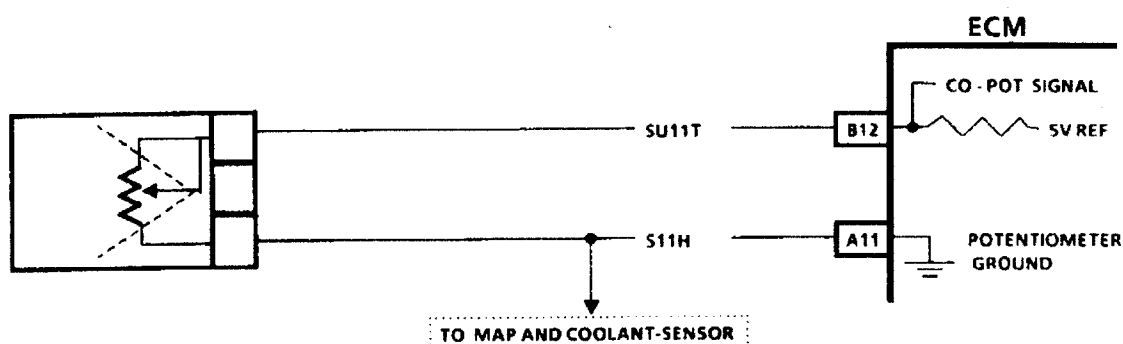 ECM
CO - POT SIGNAL
SU11T
B12
5V REF
S11H
A11
POTENTIOMETER
GROUND
TO MAP AND COOLANT-SENSOR